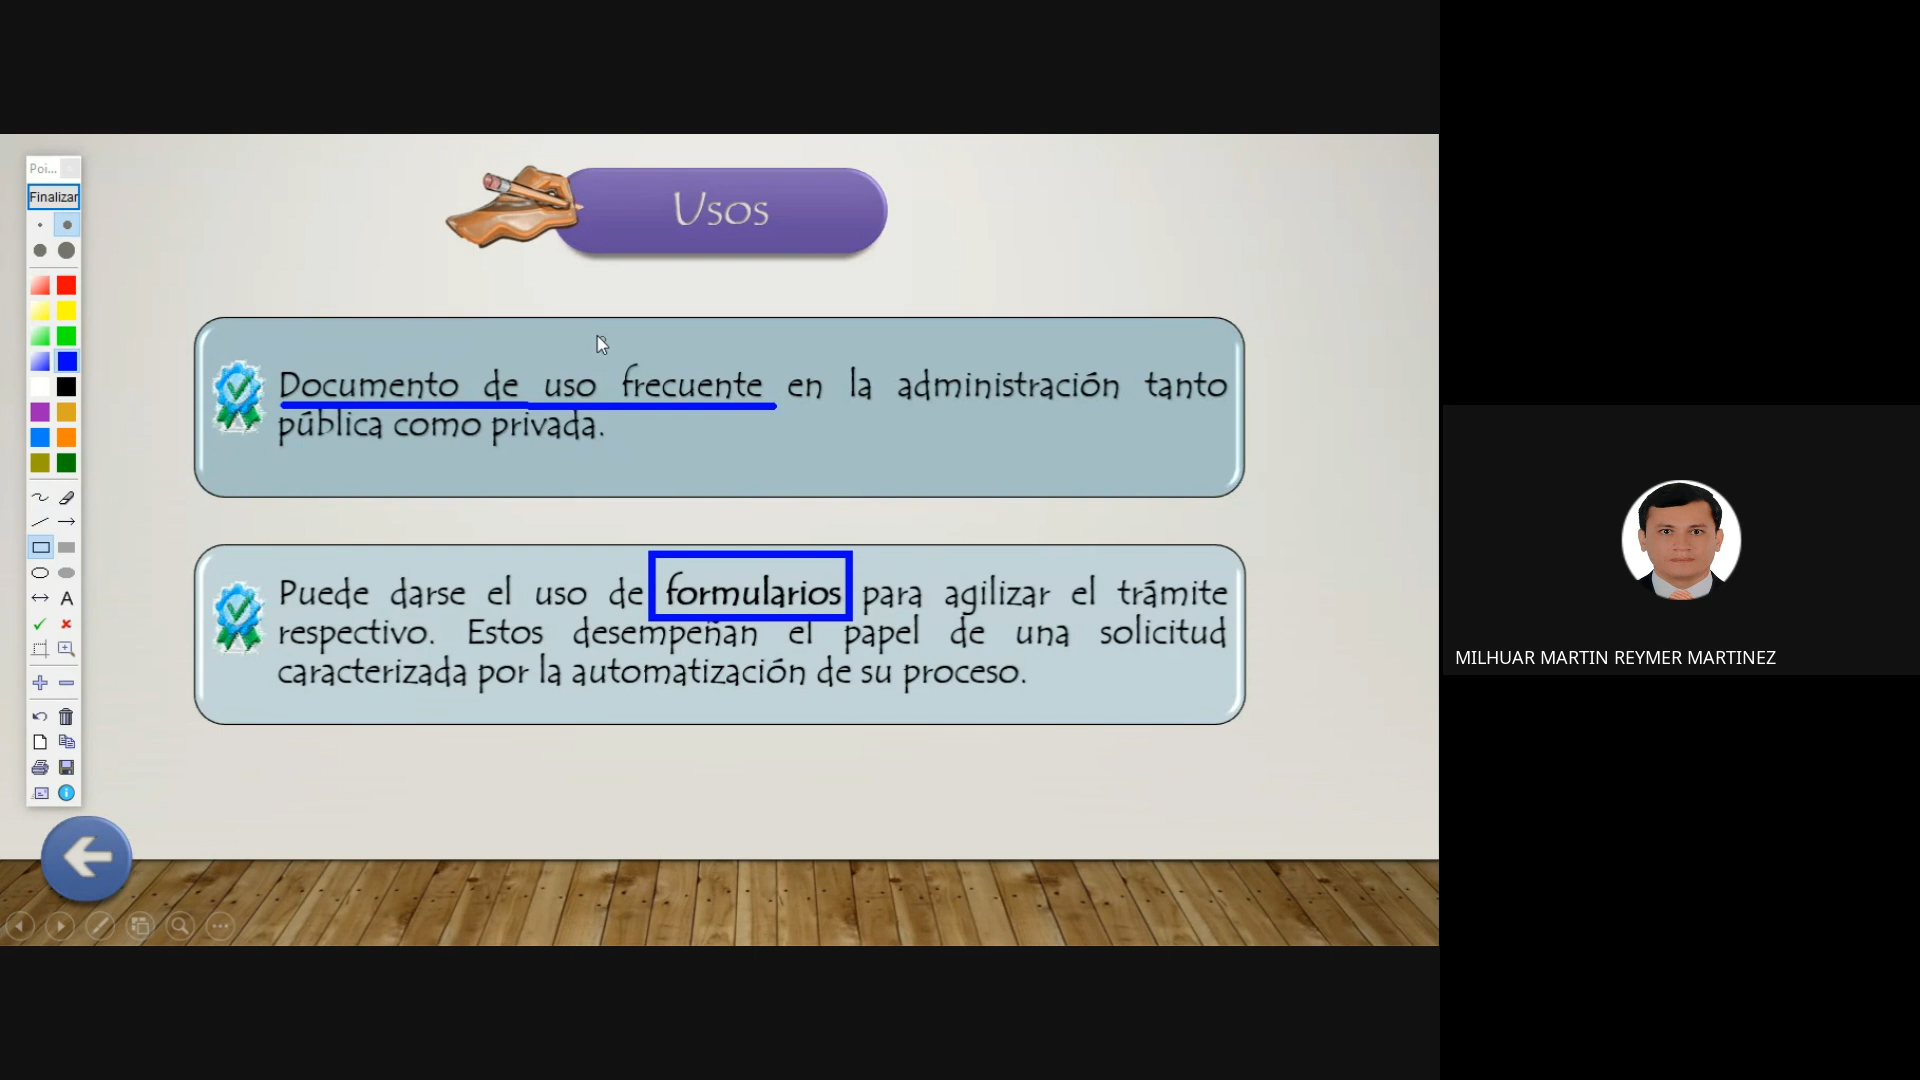 Poi...
Finalizar
Usos
Documento de uso frecuente en la administración tanto
pública como privada.
Puede darse el uso de formularios para agilizar el trámite
respectivo. Estos desempeñan el papel de una solicitud
caracterizada por la automatización de su proceso.
A
MILHUAR MARTIN REYMER MARTINEZ